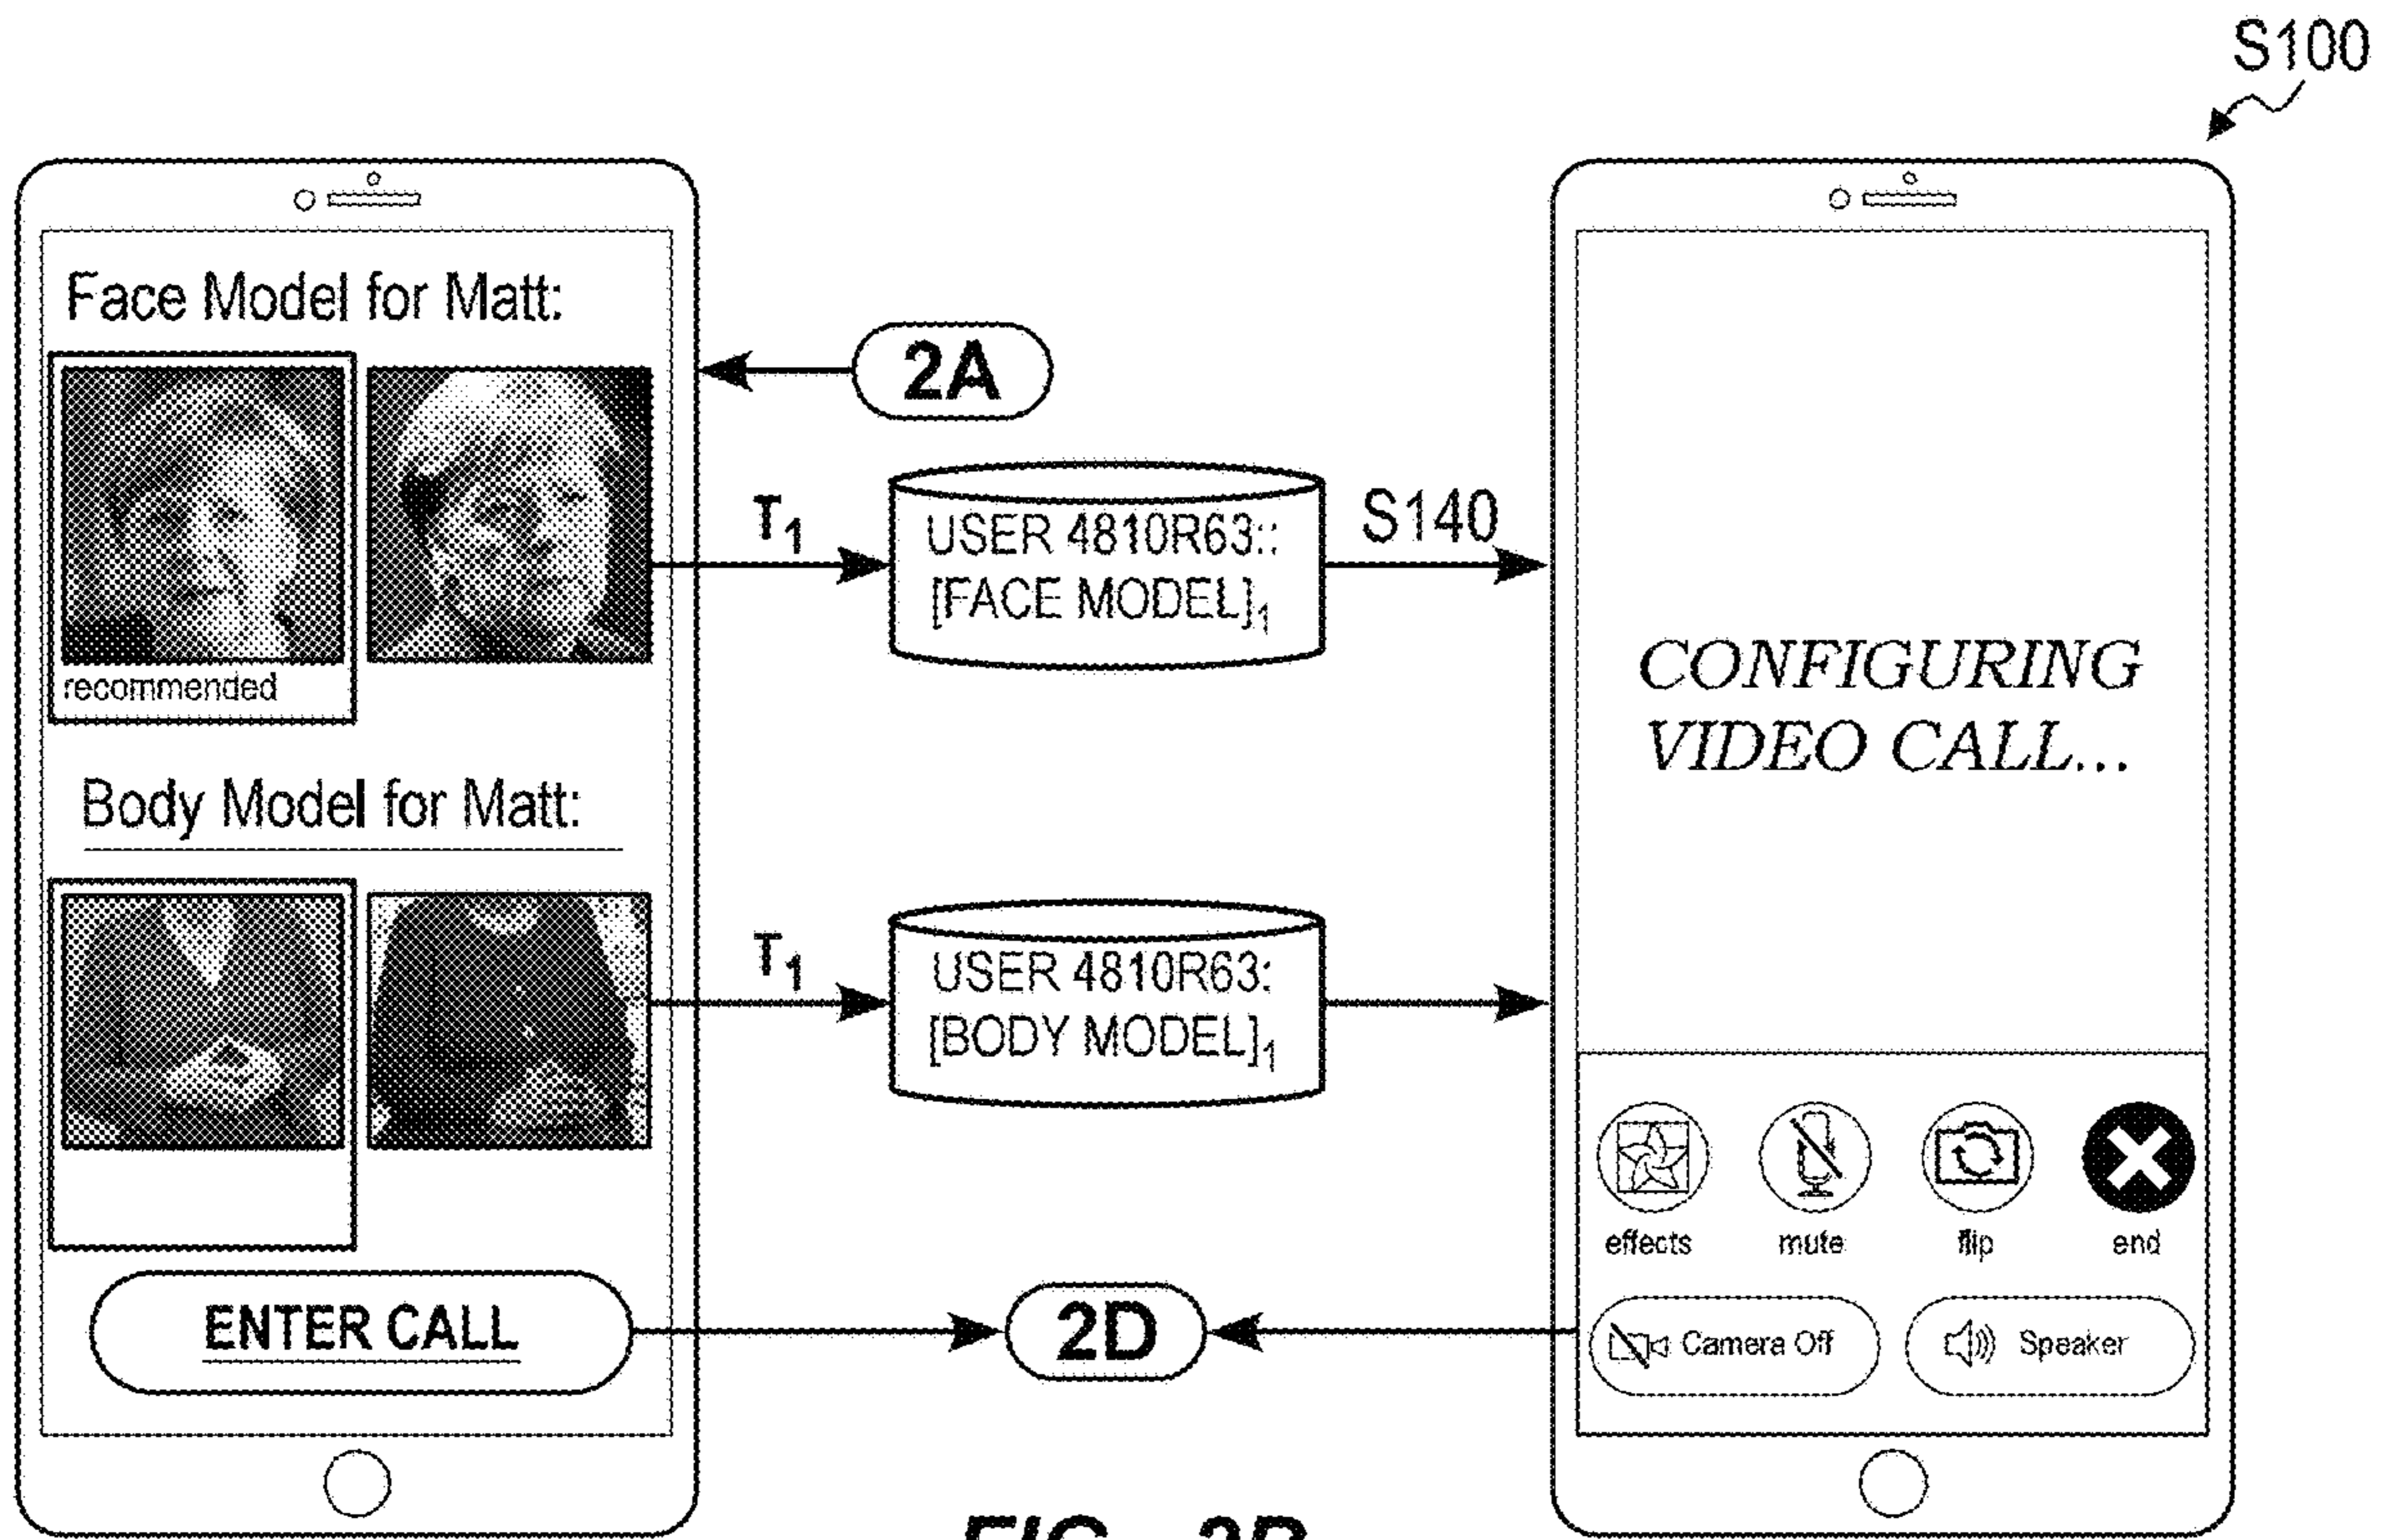 S100
Face Model for Matt:
recommended
Body Model for Matt:
ENTER CALL
2A
T1
USER 4810R63::
[FACE MODEL]1
S140
T1
USER 4810R63:
[BODY MODEL]1
2D
CONFIGURING
VIDEO CALL...
effects mute flip end
Camera Off Speaker